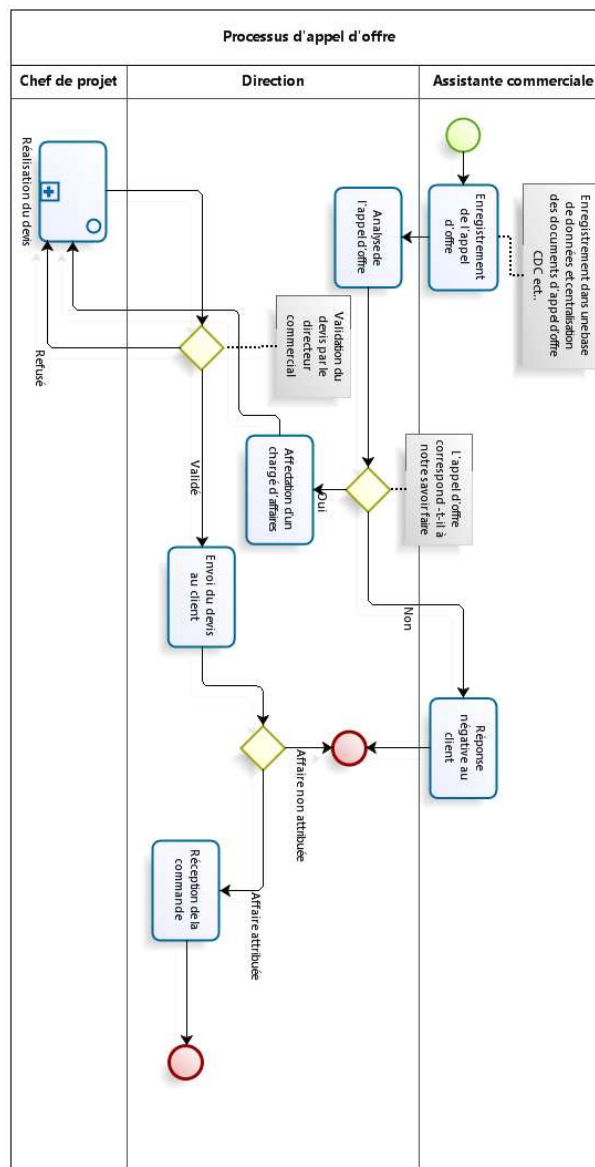 Processus d'appel d'offre
Chef de projet
Direction
Assistante commerciale
Enregistrement dans unebase
de données et centralisation
des documents d'appel d'offre
CDC ect..
Enregistrement
de l'appel
d'offre
Analyse de
l'appel d'offre
Réalisation du devis
Validation du
devis par le
directeur
commercial
Refusé
L'appel d'offre
correspond -t-il à
notre savoir faire
Oui
Affectation d'un
chargé d'affaires
Validé
Non
Envoi du devis
au client
Réponse
négative au
client
Affaire non attribuée
Affaire attribuée
Réception de la
commande